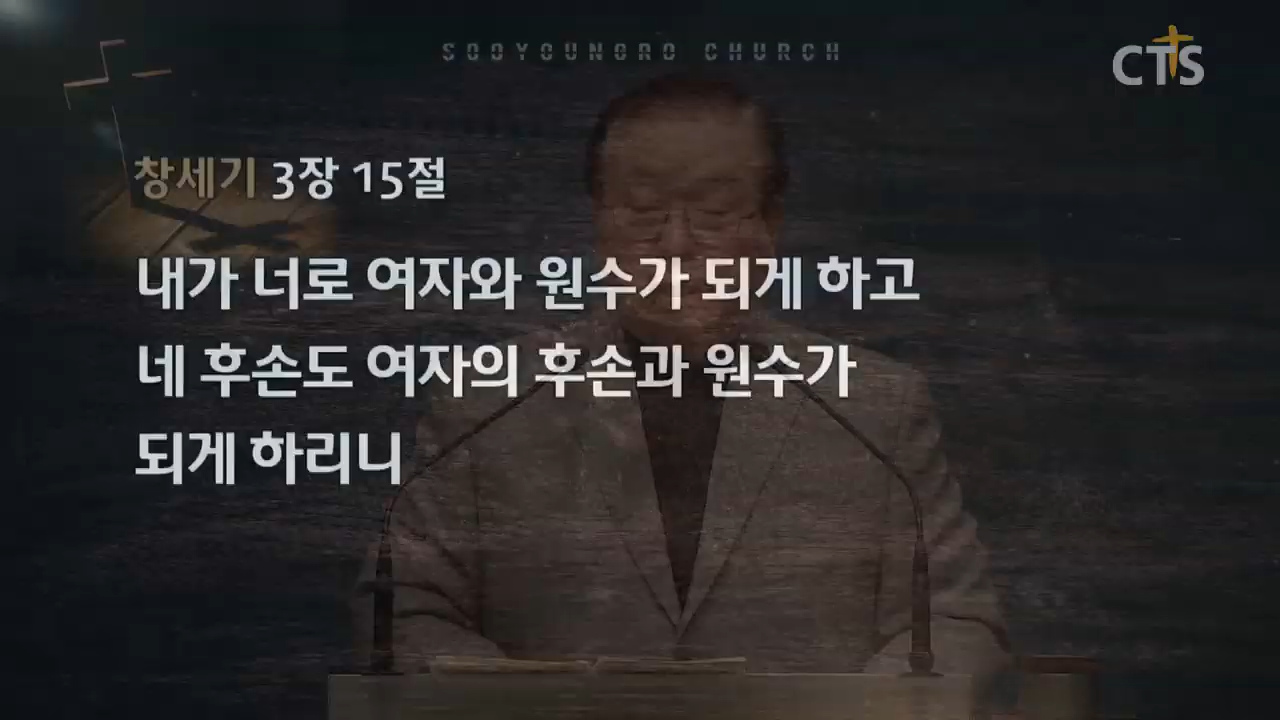 SOOYOUNGRO CHURCH
CTS
창세기 3장 15절
내가 너로 여자와 원수가 되게 하고
네 후손도 여자의 후손과 원수가
되게 하리니